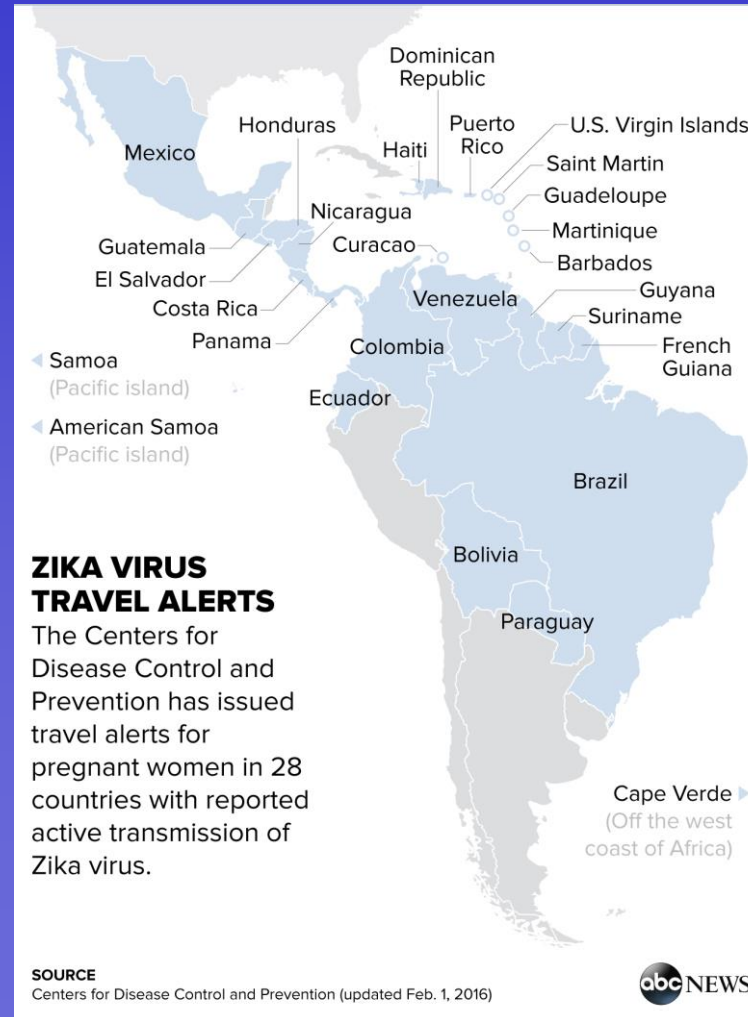 Dominican
Republic
Honduras
Puerto
Rico
U.S. Virgin Islands
Mexico
Haiti
Saint Martin
Guadeloupe
Nicaragua
Martinique
Guatemala
Curacao
Barbados
El Salvador
Guyana
Venezuela
Costa Rica
Suriname
Panama
Colombia
French
Guiana
Samoa
(Pacific island)
Ecuador
American Samoa
(Pacific island)
Brazil
Bolivia
Paraguay
ZIKA VIRUS
TRAVEL ALERTS
The Centers for
Disease Control and
Prevention has issued
travel alerts for
pregnant women in 28
countries with reported
active transmission of
Zika virus.
Cape Verde
(Off the west
coast of Africa)
SOURCE
Centers for Disease Control and Prevention (updated Feb. 1, 2016)
abc NEWS